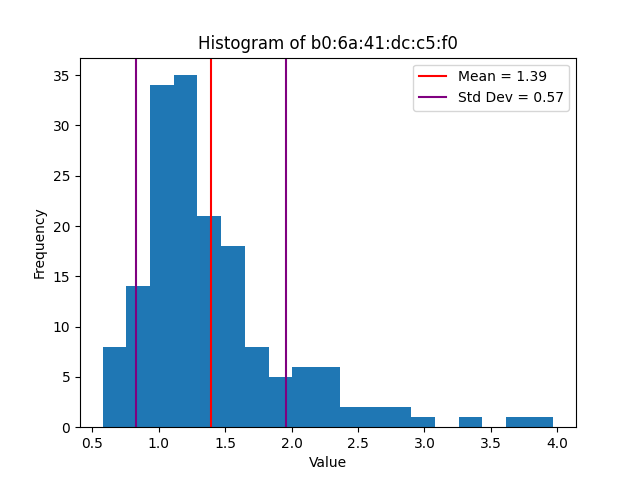 Histogram of b0:6a:41:dc:c5:f0
Mean = 1.39
Std Dev = 0.57
35
30
25
20
15
10
5
0
Frequency
0.5 1.0 1.5 2.0 2.5 3.0 3.5 4.0
Value